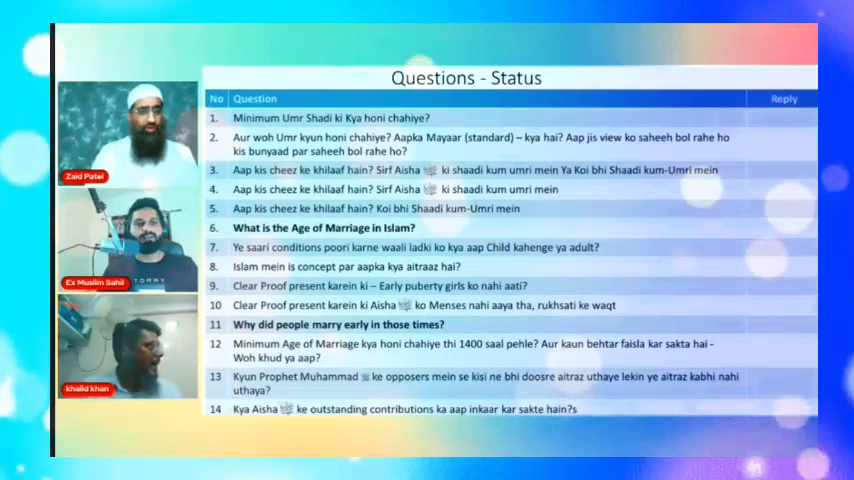 Questions - Status
No Question Reply
1. Minimum Umr Shadi ki Kya honi chahiye?
2. Aur woh Umr kyun honi chahiye? Aapka Mayaar (standard) – kya hai? Aap jis view ko saheeh bol rahe ho
kis bunyaad par saheeh bol rahe ho?
3. Aap kis cheez ke khilaaf hain? Sirf Aisha ki shaadi kum umri mein Ya Koi bhi Shaadi kum-Umri mein
4. Aap kis cheez ke khilaaf hain? Sirf Aisha ki shaadi kum umri mein
5. Aap kis cheez ke khilaaf hain? Koi bhi Shaadi kum-Umri mein
6. What is the Age of Marriage in Islam?
7. Ye saari conditions poori karne waali ladki ko kya aap Child kahenge ya adult?
8. Islam mein is concept par aapka kya aitraaz hai?
9. Clear Proof present karein ki – Early puberty girls ko nahi aati?
10 Clear Proof present karein ki Aisha ko Menses nahi aaya tha, rukhsati ke waqt
11 Why did people marry early in those times?
12 Minimum Age of Marriage kya honi chahiye thi 1400 saal pehle? Aur kaun behtar faisla kar sakta hai -
Woh khud ya aap?
13 Kyun Prophet Muhammad ﷺ ke opposers mein se kisi ne bhi doosre aitraz uthaye lekin ye aitraz kabhi nahi
uthaya?
14 Kya Aisha ke outstanding contributions ka aap inkaar kar sakte hain?s
Zaid Patel
Ex Muslim Sahil
TOMMY
khalid khan